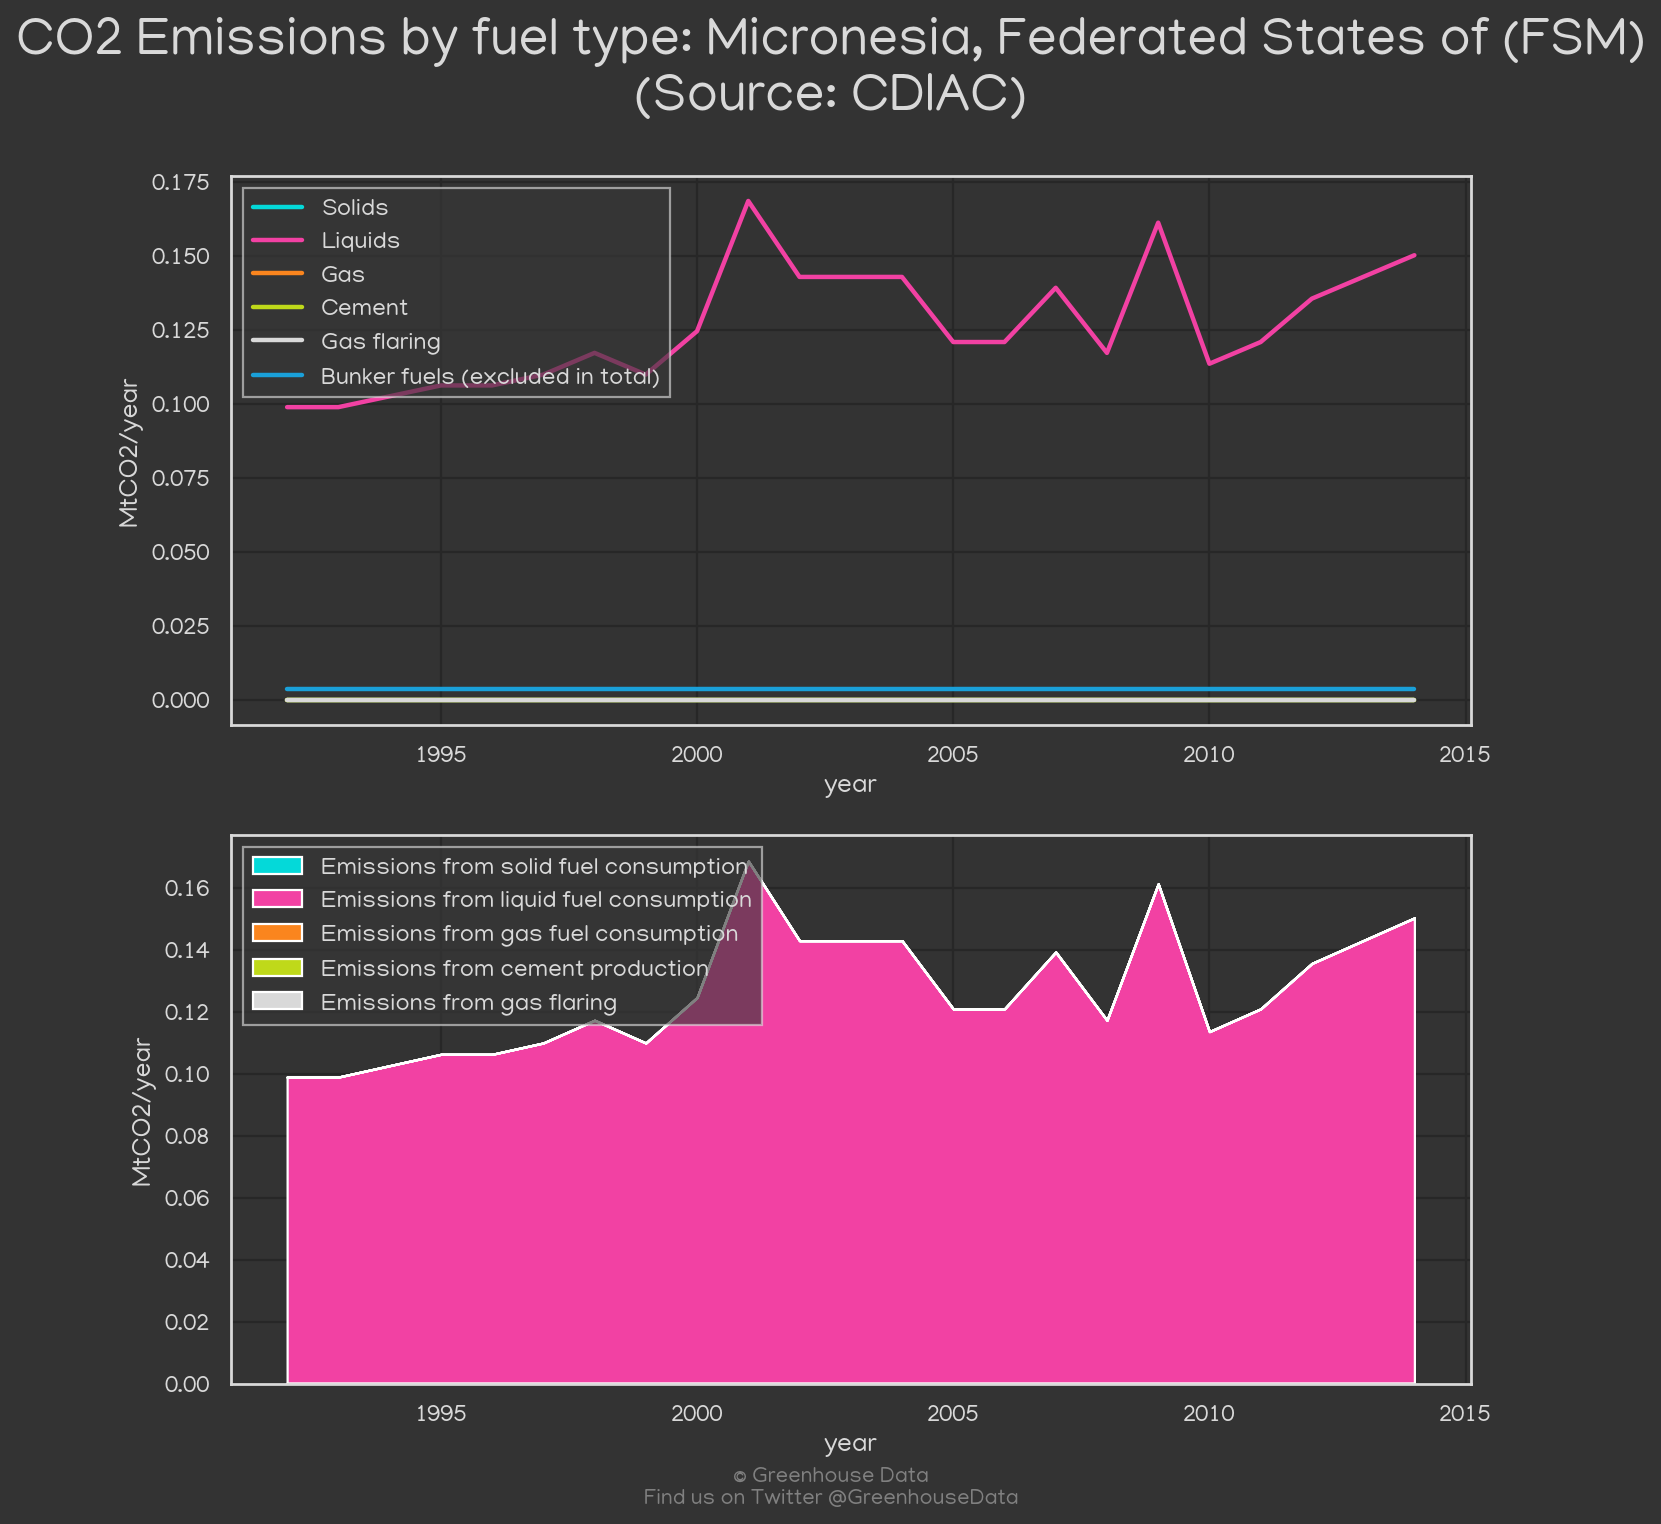 CO2 Emissions by fuel type: Micronesia, Federated States of (FSM)
(Source: CDIAC)
0.175
0.150
0.125
0.100
0.075
0.050
0.025
0.000
MtCO2/year
Solids
Liquids
Gas
Cement
Gas flaring
Bunker fuels (excluded in total)
1995 2000 2005 2010 2015
year
0.16
0.14
0.12
0.10
0.08
0.06
0.04
0.02
0.00
MtCO2/year
Emissions from solid fuel consumption
Emissions from liquid fuel consumption
Emissions from gas fuel consumption
Emissions from cement production
Emissions from gas flaring
1995 2000 2005 2010 2015
year
© Greenhouse Data
Find us on Twitter @GreenhouseData